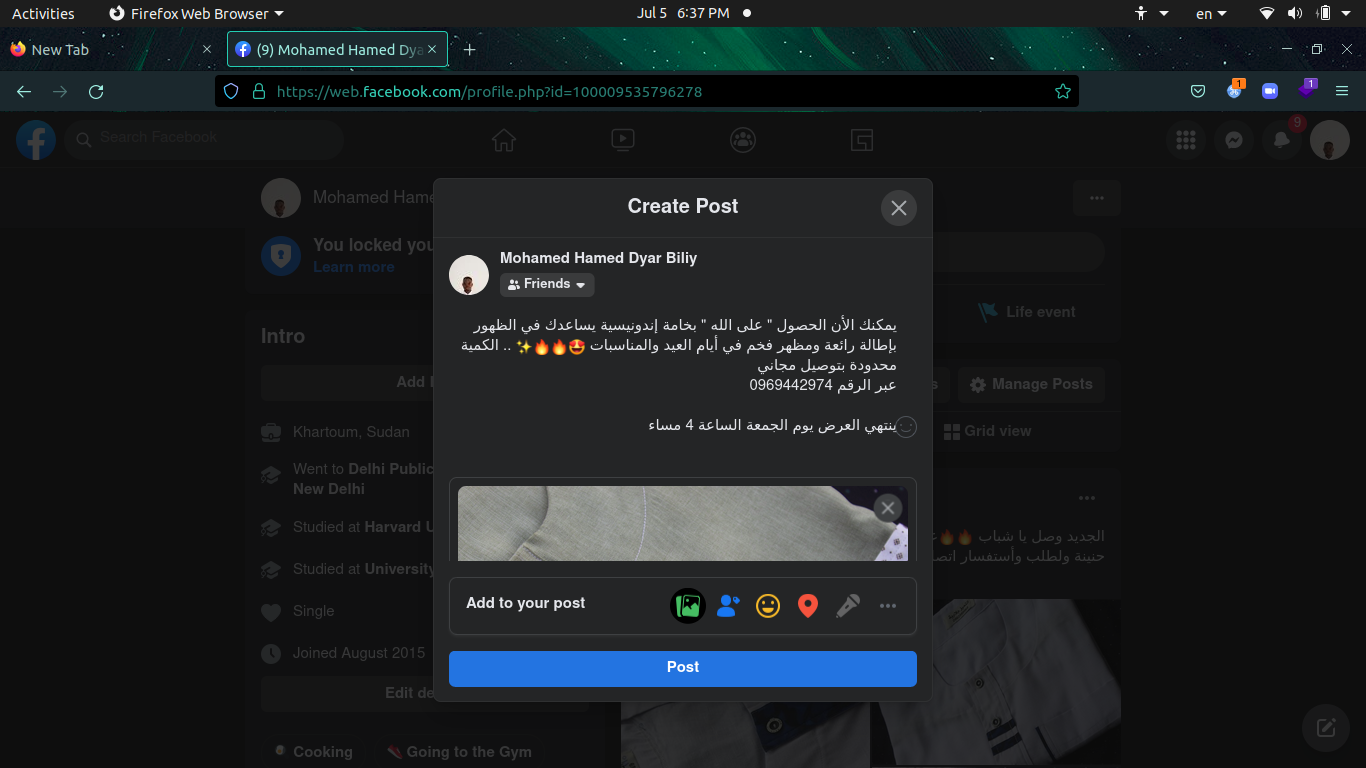 Activities
Firefox Web Browser
Jul 5 6:37 PM
en
New Tab
(9) Mohamed Hamed Dya
https://web.facebook.com/profile.php?id=100009535796278
1
1
Search Facebook
9
Mohamed Hame
You locked you
Learn more
Life event
Intro
Add
Manage Posts
Grid view
Khartoum, Sudan
Went to Delhi Public
New Delhi
Studied at Harvard U
Studied at University
Single
Joined August 2015
Edit de
Cooking
Going to the Gym
الجديد وصل يا شباب 🔥🔥
حنينة ولطلب وأستفسار
Create Post
Mohamed Hamed Dyar Biliy
Friends
يمكنك الأن الحصول " على الله " بخامة إندونيسية يساعدك في الظهور
بإطالة رائعة ومظهر فخم في أيام العيد والمناسبات 🤩🔥🔥✨ .. الكمية
محدودة بتوصيل مجاني
عبر الرقم 0969442974
ينتهي العرض يوم الجمعة الساعة 4 مساء
Add to your post
Post